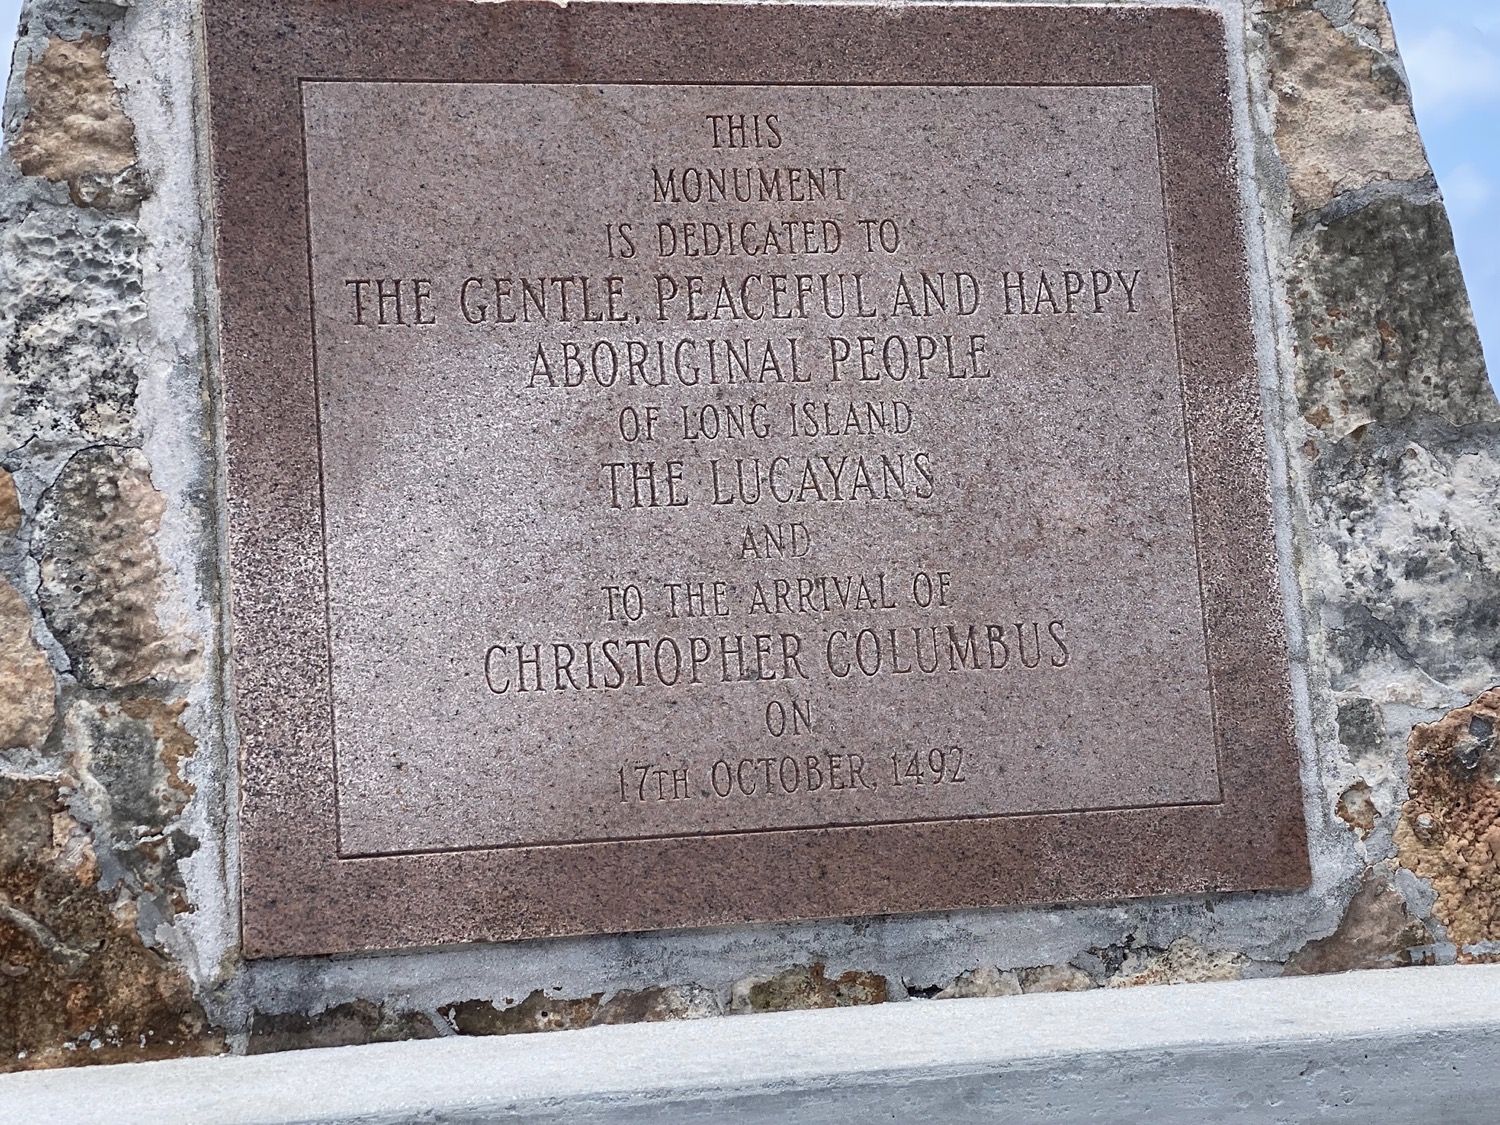 THIS
MONUMENT
IS DEDICATED TO
THE GENTLE, PEACEFUL AND HAPPY
ABORIGINAL PEOPLE
OF LONG ISLAND
THE LUCAYANS
AND
TO THE ARRIVAL OF
CHRISTOPHER COLUMBUS
ON
17TH OCTOBER, 1492